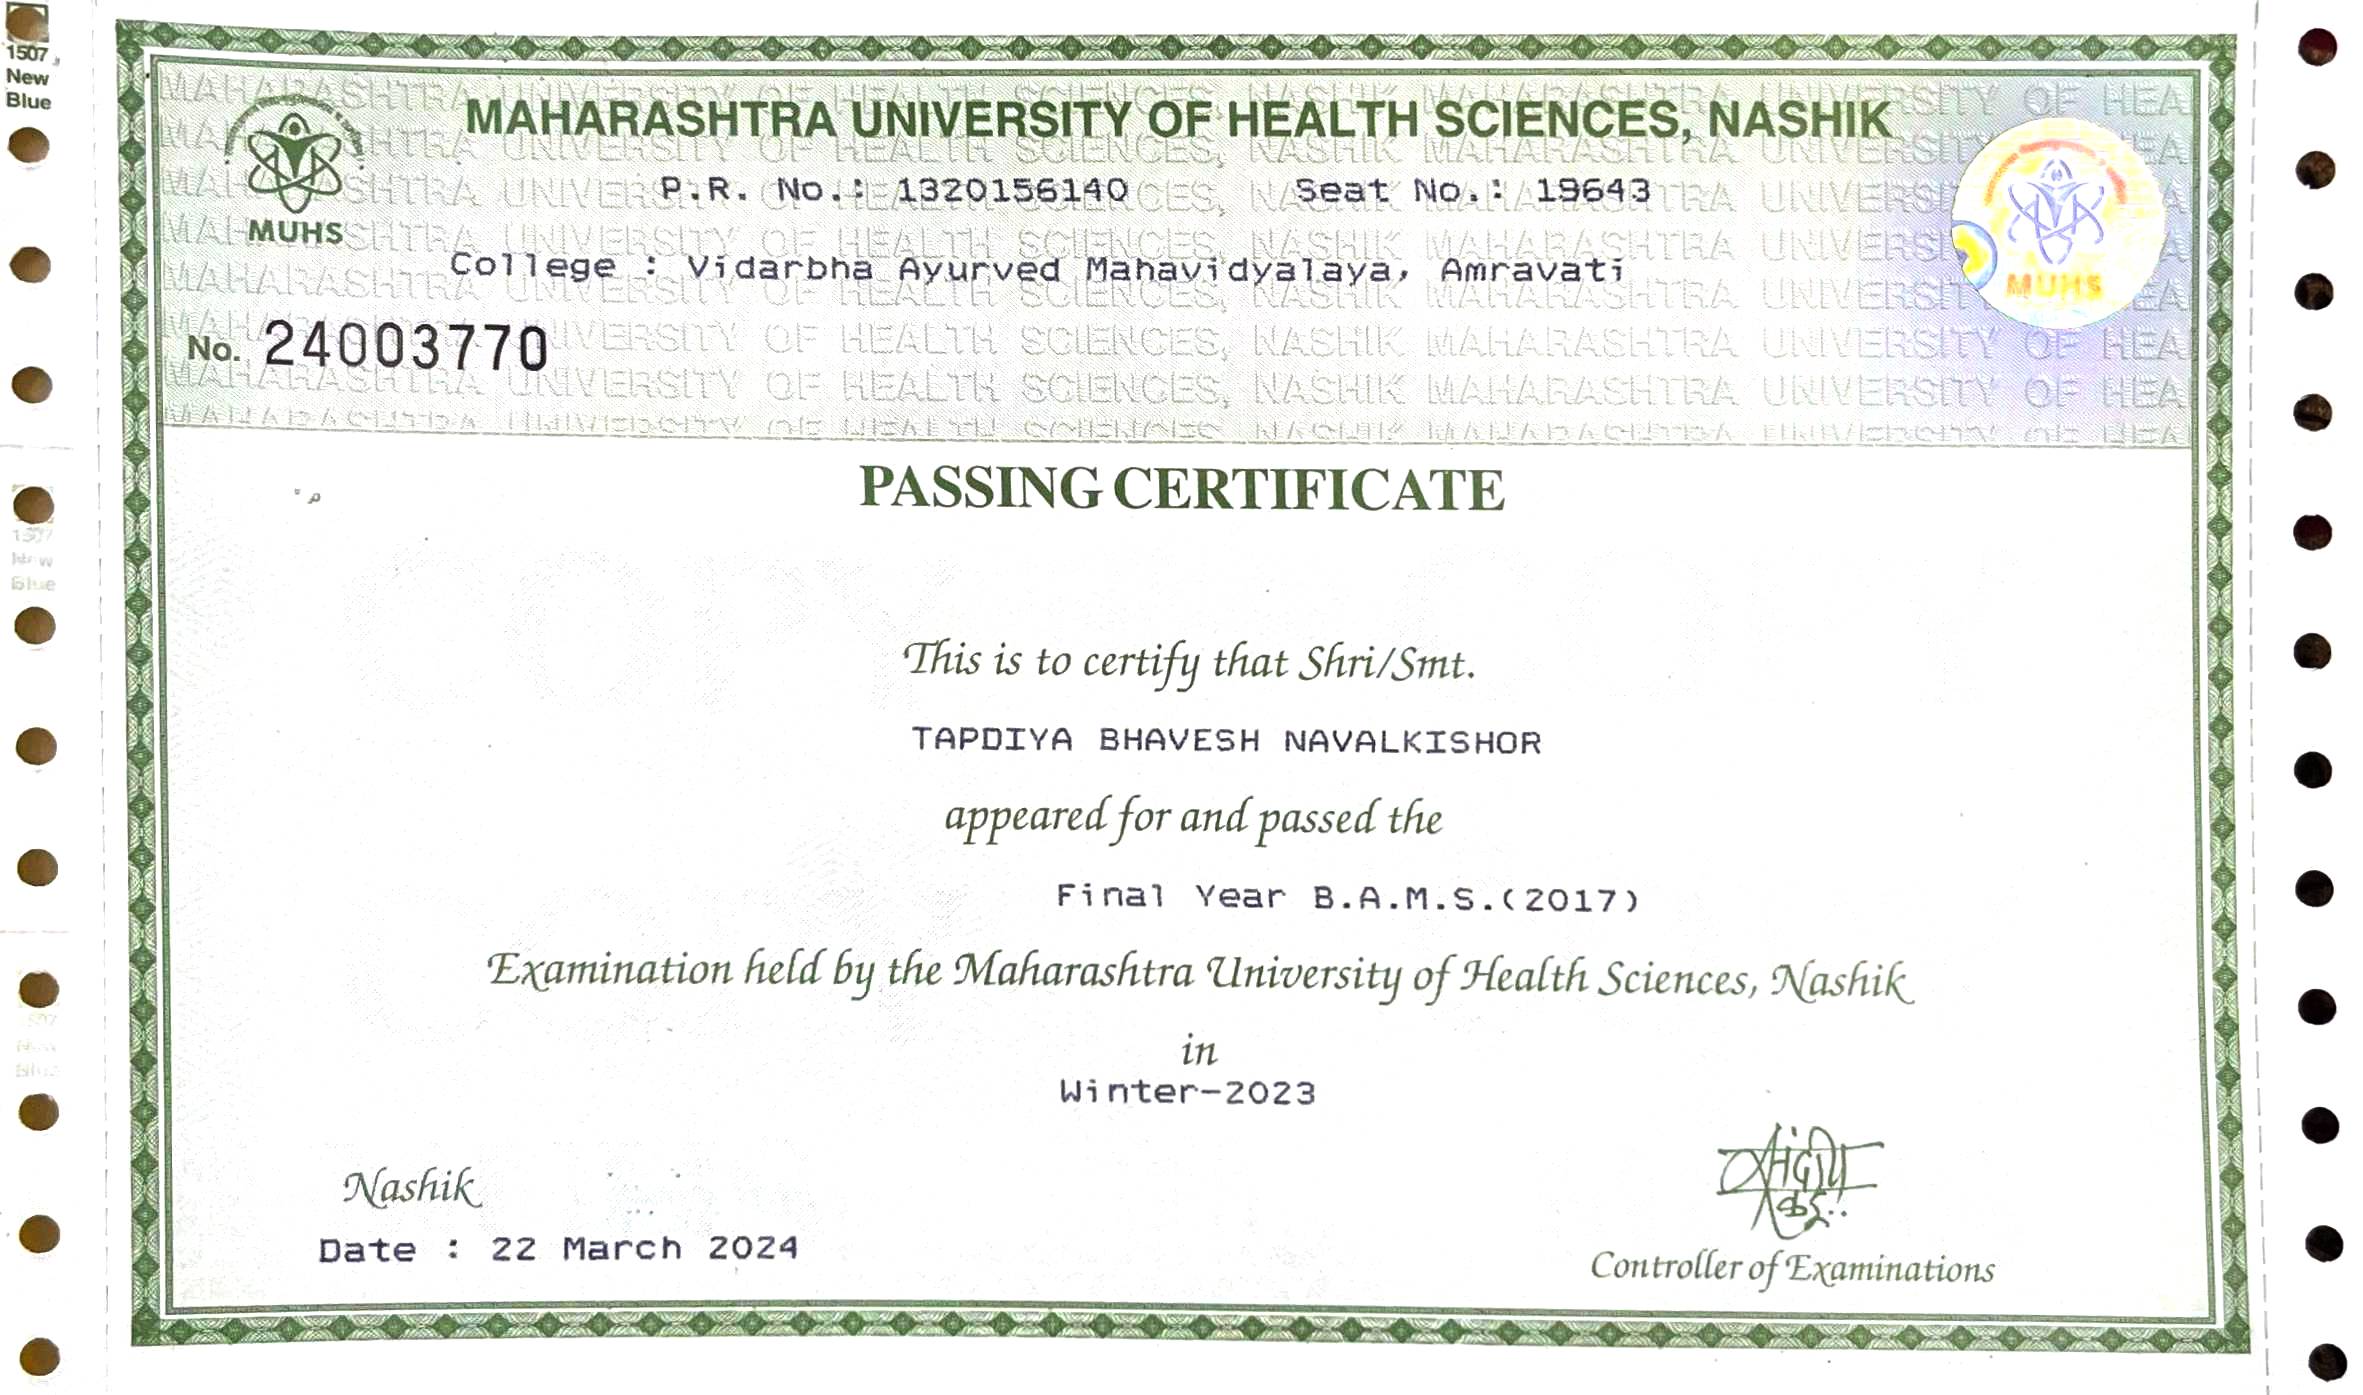 1507
New
Blue
MAHARASHTRA UNIVERSITY OF HEALTH SCIENCES, NASHIK
P.R. No.: 1320156140 Seat No.: 19643
MUHS
College : Vidarbha Ayurved Mahavidyalaya, Amravati
MUHS
No. 24003770
PASSING CERTIFICATE
1507
New
Blue
This is to certify that Shri/Smt.
TAPDIYA BHAVESH NAVALKISHOR
appeared for and passed the
Final Year B.A.M.S.(2017)
Examination held by the Maharashtra University of Health Sciences, Nashik
in
Winter-2023
Nashik
Date : 22 March 2024
Controller of Examinations